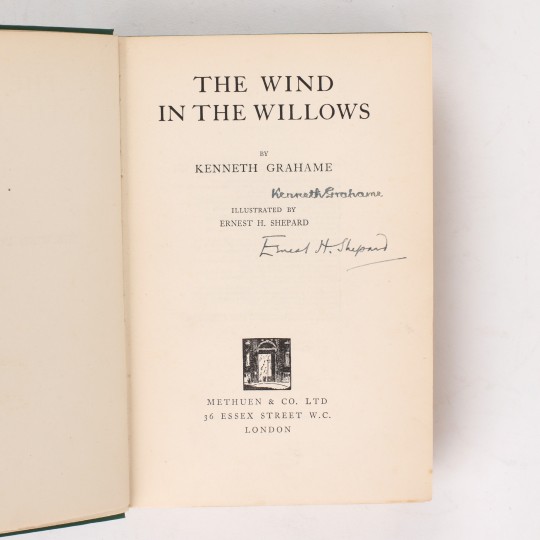 THE WIND
IN THE WILLOWS
BY
KENNETH GRAHAME
Kenneth Grahame
ILLUSTRATED BY
ERNEST H. SHEPARD
Ernest H. Shepard
METHUEN & CO. LTD
36 ESSEX STREET W.C.
LONDON